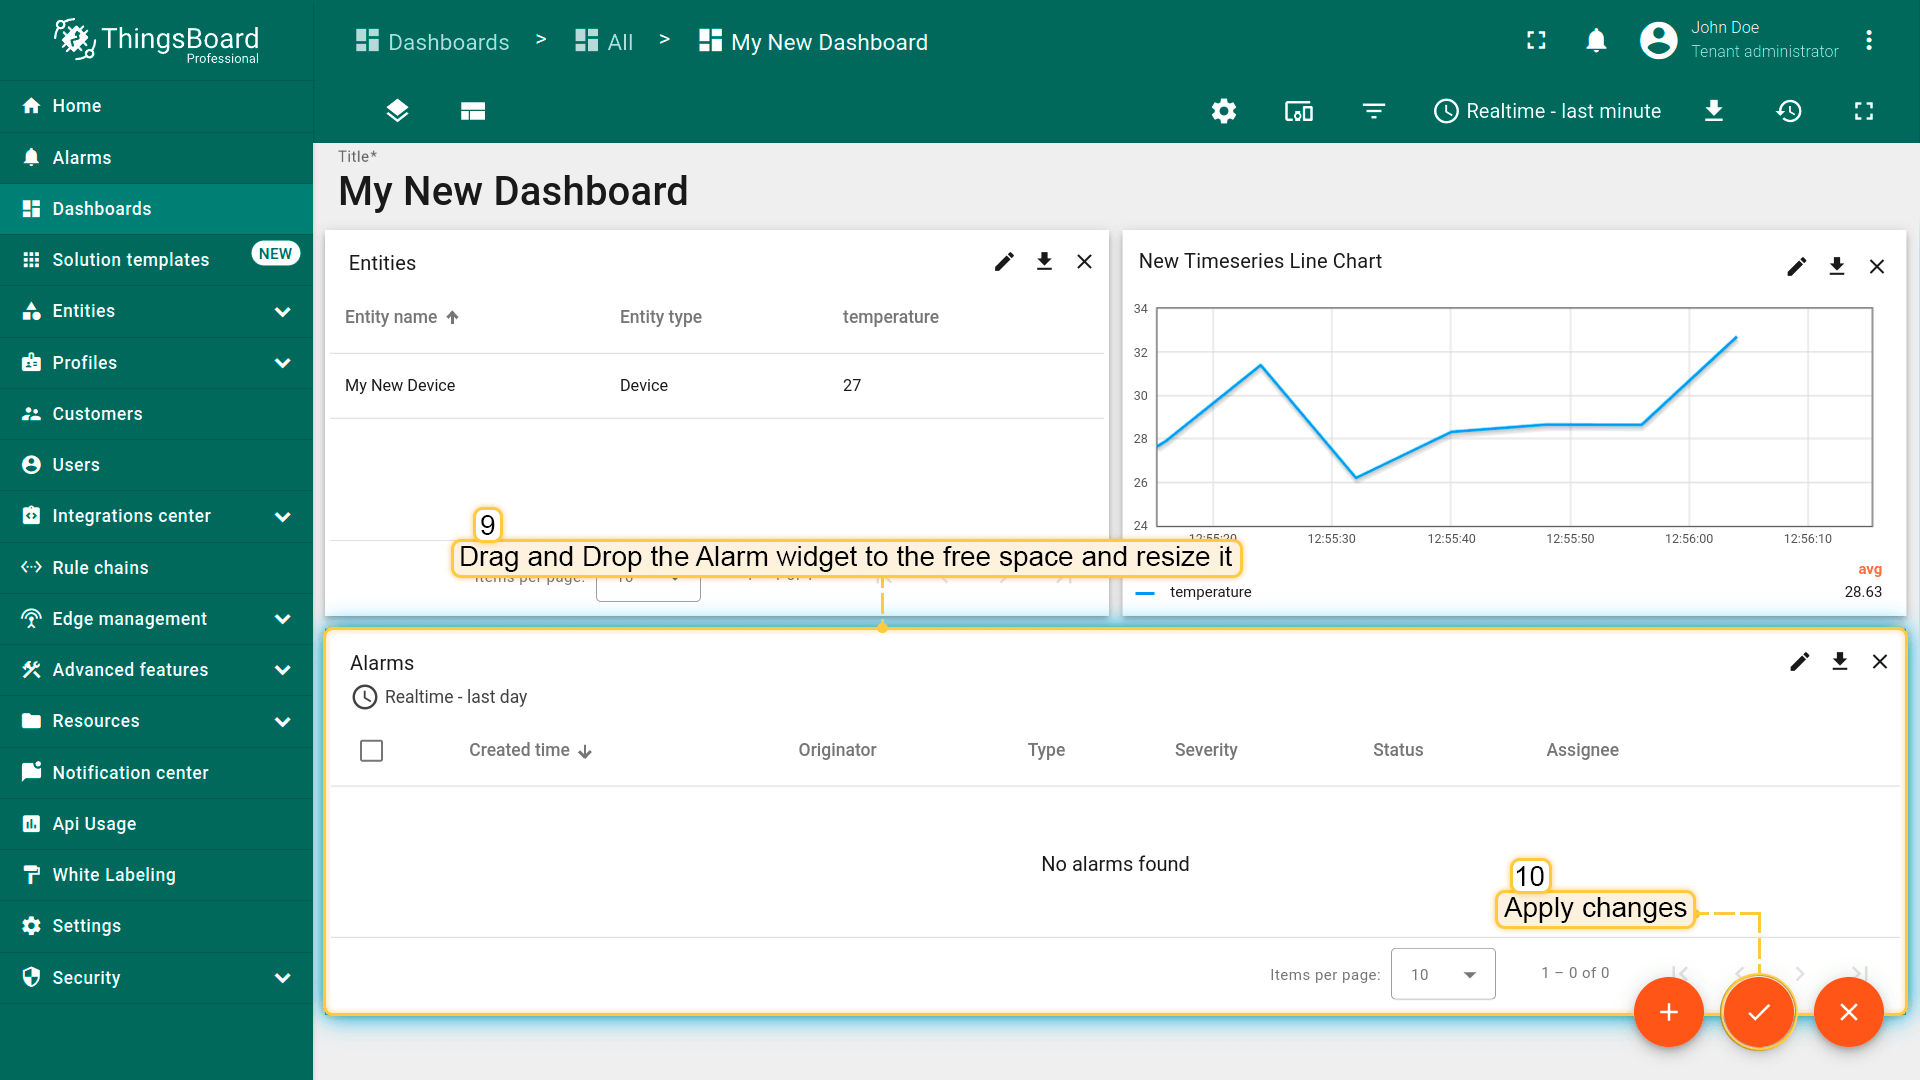 ThingsBoard
Professional
Dashboards > All > My New Dashboard
John Doe
Tenant administrator
Realtime - last minute
Home
Alarms
Dashboards
Solution templates NEW
Entities
Profiles
Customers
Users
Integrations center
Rule chains
Edge management
Advanced features
Resources
Notification center
Api Usage
White Labeling
Settings
Security
Title*
My New Dashboard
Entities
Entity name Entity type temperature
My New Device Device 27
Items per page: 10
New Timeseries Line Chart
34
32
30
28
26
24
12:55:20 12:55:30 12:55:40 12:55:50 12:56:00 12:56:10
avg
temperature 28.63
9
Drag and Drop the Alarm widget to the free space and resize it
Alarms
Realtime - last day
Created time Originator Type Severity Status Assignee
No alarms found
10
Apply changes
Items per page: 10 1 – 0 of 0